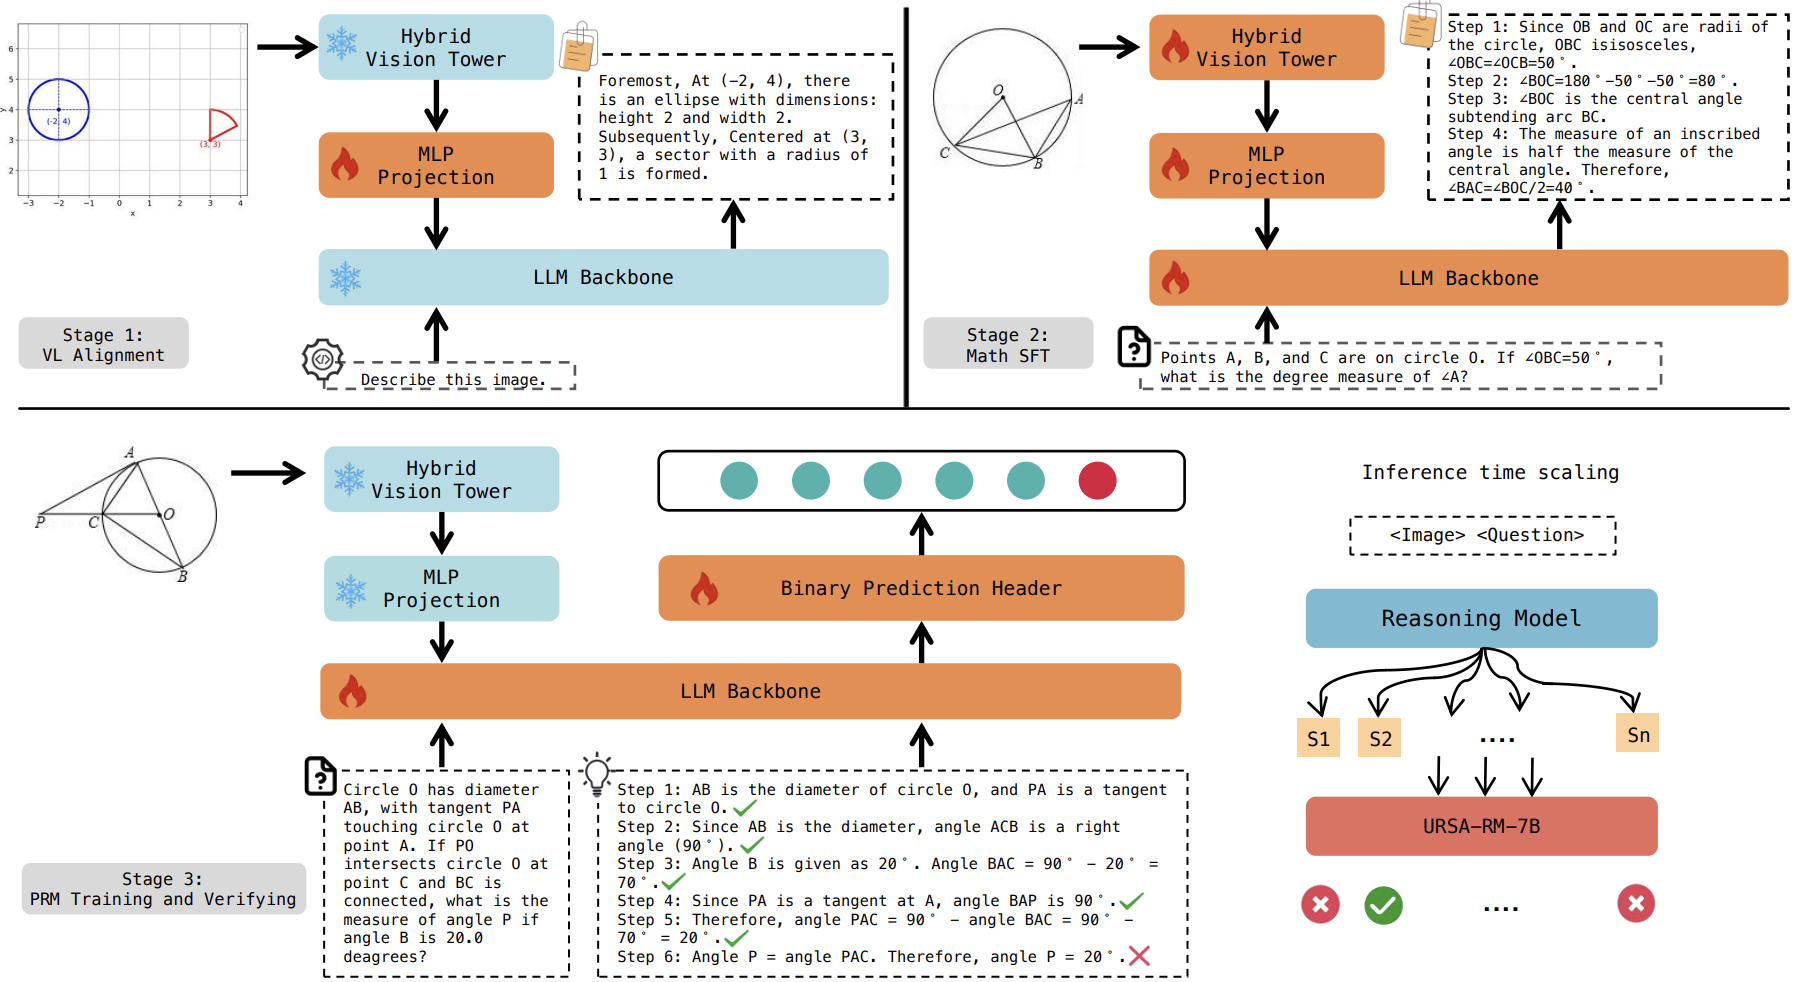 6
5
4
3
2
y
−3 −2 −1 0 1 2 3 4
x
(-2, 4)
(3, 3)
Hybrid
Vision Tower
MLP
Projection
LLM Backbone
Foremost, At (−2, 4), there
is an ellipse with dimensions:
height 2 and width 2.
Subsequently, Centered at (3,
3), a sector with a radius of
1 is formed.
Stage 1:
VL Alignment
</>
Describe this image.
O
A
C
B
Hybrid
Vision Tower
MLP
Projection
LLM Backbone
Step 1: Since OB and OC are radii of
the circle, OBC isisosceles,
∠OBC=∠OCB=50°.
Step 2: ∠BOC=180°−50°−50°=80°.
Step 3: ∠BOC is the central angle
subtending arc BC.
Step 4: The measure of an inscribed
angle is half the measure of the
central angle. Therefore,
∠BAC=∠BOC/2=40°.
Stage 2:
Math SFT
?
Points A, B, and C are on circle O. If ∠OBC=50°,
what is the degree measure of ∠A?
A
P
C
O
B
Hybrid
Vision Tower
MLP
Projection
LLM Backbone
Binary Prediction Header
Stage 3:
PRM Training and Verifying
?
Circle O has diameter
AB, with tangent PA
touching circle O at
point A. If PO
intersects circle O at
point C and BC is
connected, what is the
measure of angle P if
angle B is 20.0
deagrees?
Step 1: AB is the diameter of circle O, and PA is a tangent
to circle O.
Step 2: Since AB is the diameter, angle ACB is a right
angle (90°).
Step 3: Angle B is given as 20°. Angle BAC = 90° − 20° =
70°.
Step 4: Since PA is a tangent at A, angle BAP is 90°.
Step 5: Therefore, angle PAC = 90° − angle BAC = 90° −
70° = 20°.
Step 6: Angle P = angle PAC. Therefore, angle P = 20°.
Inference time scaling
<Image> <Question>
Reasoning Model
S1 S2 .... Sn
URSA−RM−7B
....